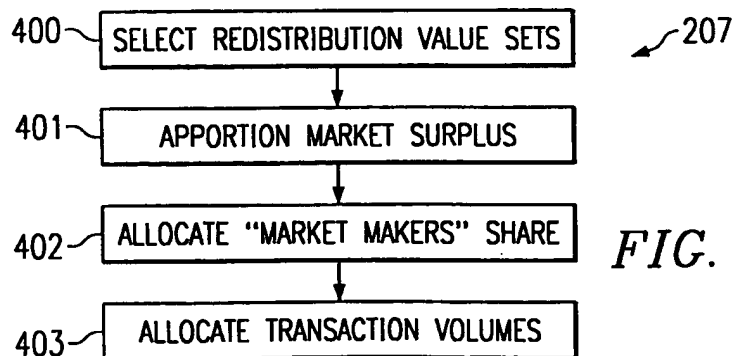 400 SELECT REDISTRIBUTION VALUE SETS 207
401 APPORTION MARKET SURPLUS
402 ALLOCATE "MARKET MAKERS" SHARE
FIG.
403 ALLOCATE TRANSACTION VOLUMES